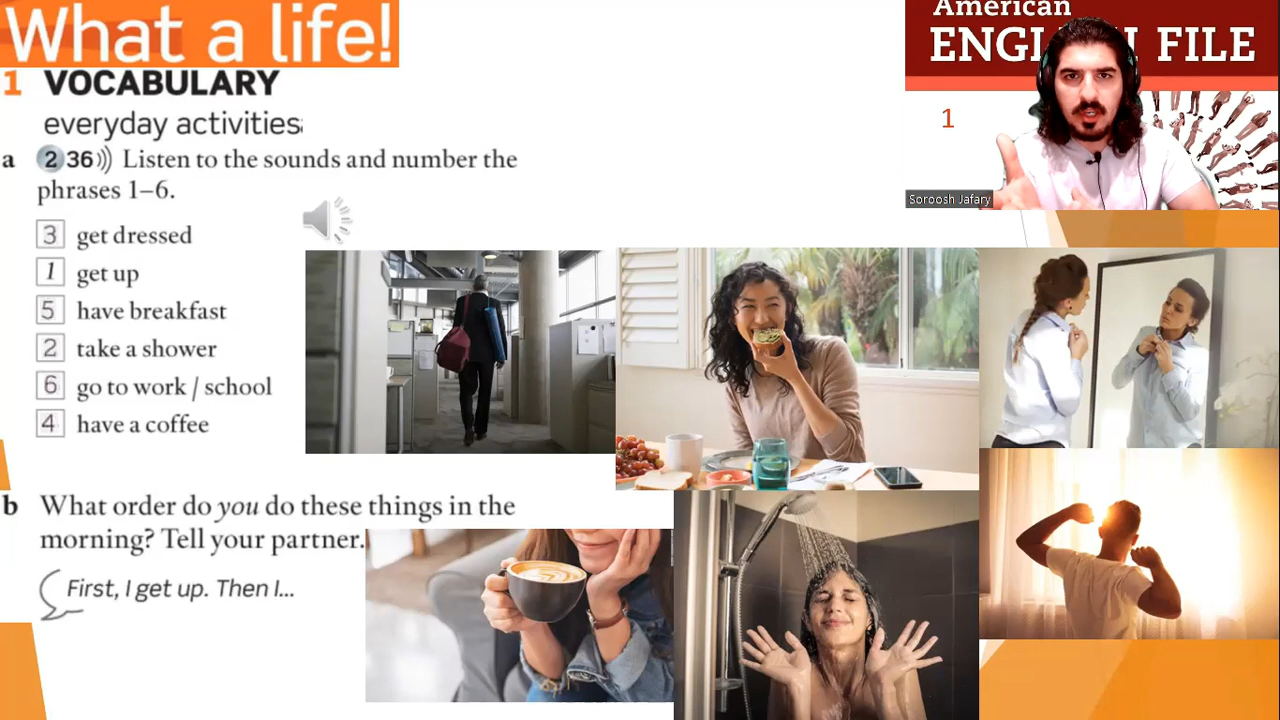 What a life!
1 VOCABULARY
everyday activities
a 2 36 Listen to the sounds and number the
phrases 1–6.
3 get dressed
1 get up
5 have breakfast
2 take a shower
6 go to work / school
4 have a coffee
b What order do you do these things in the
morning? Tell your partner.
First, I get up. Then I...
American
ENGL FILE
1
Soroosh Jafary